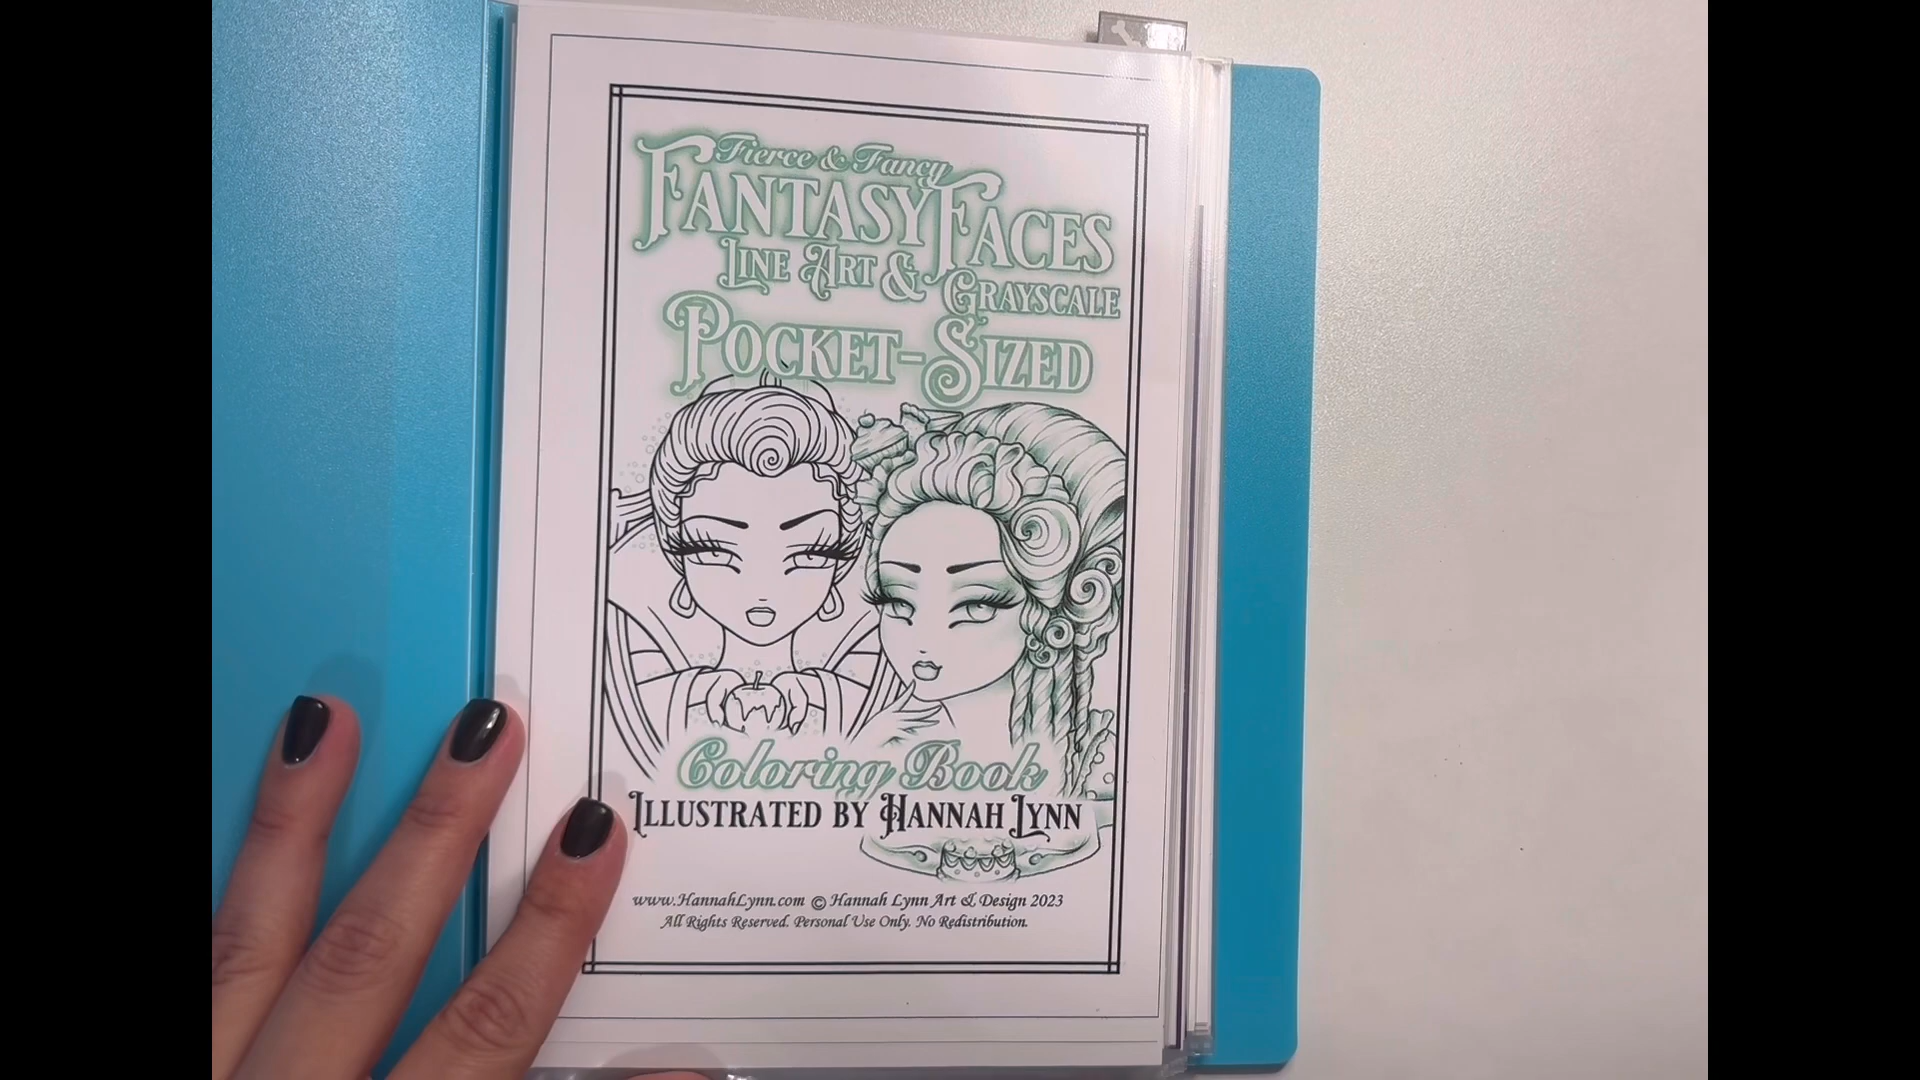 Fierce & Fancy
Fantasy Faces
Line Art & Grayscale
Pocket-Sized
Coloring Book
Illustrated by Hannah Lynn
www.HannahLynn.com © Hannah Lynn Art & Design 2023
All Rights Reserved. Personal Use Only. No Redistribution.